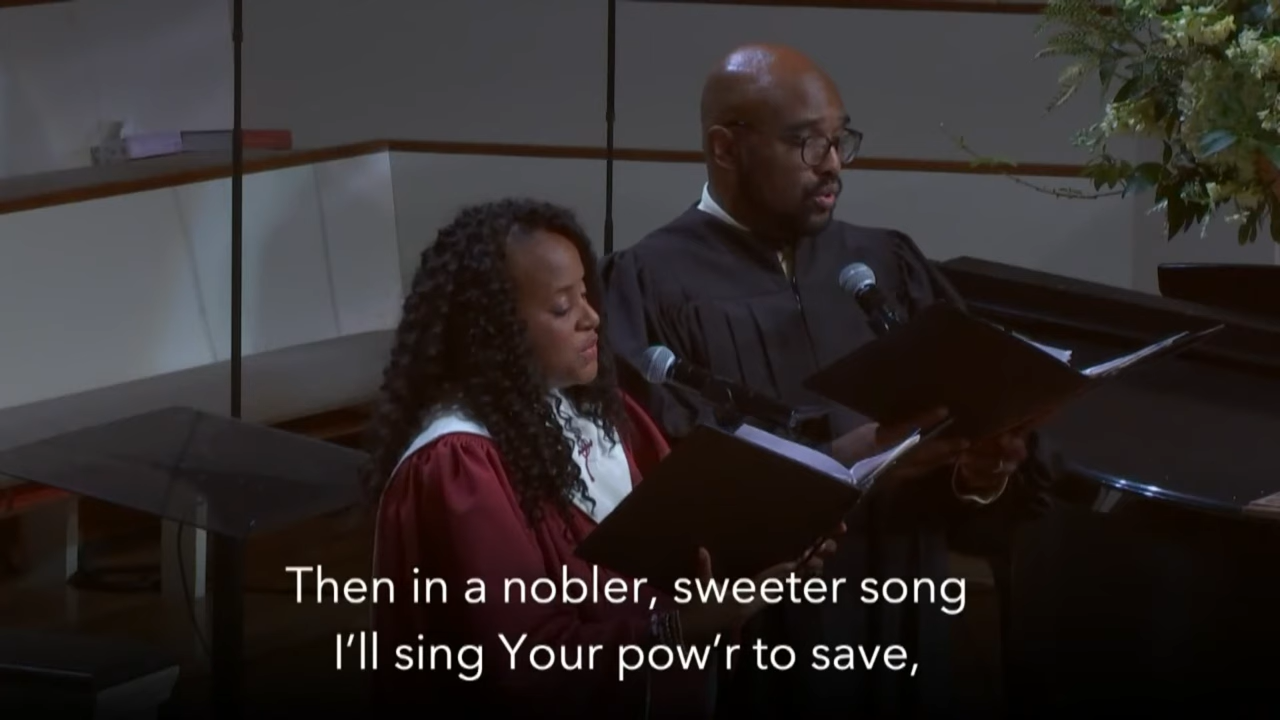 Then in a nobler, sweeter song
I’ll sing Your pow’r to save,